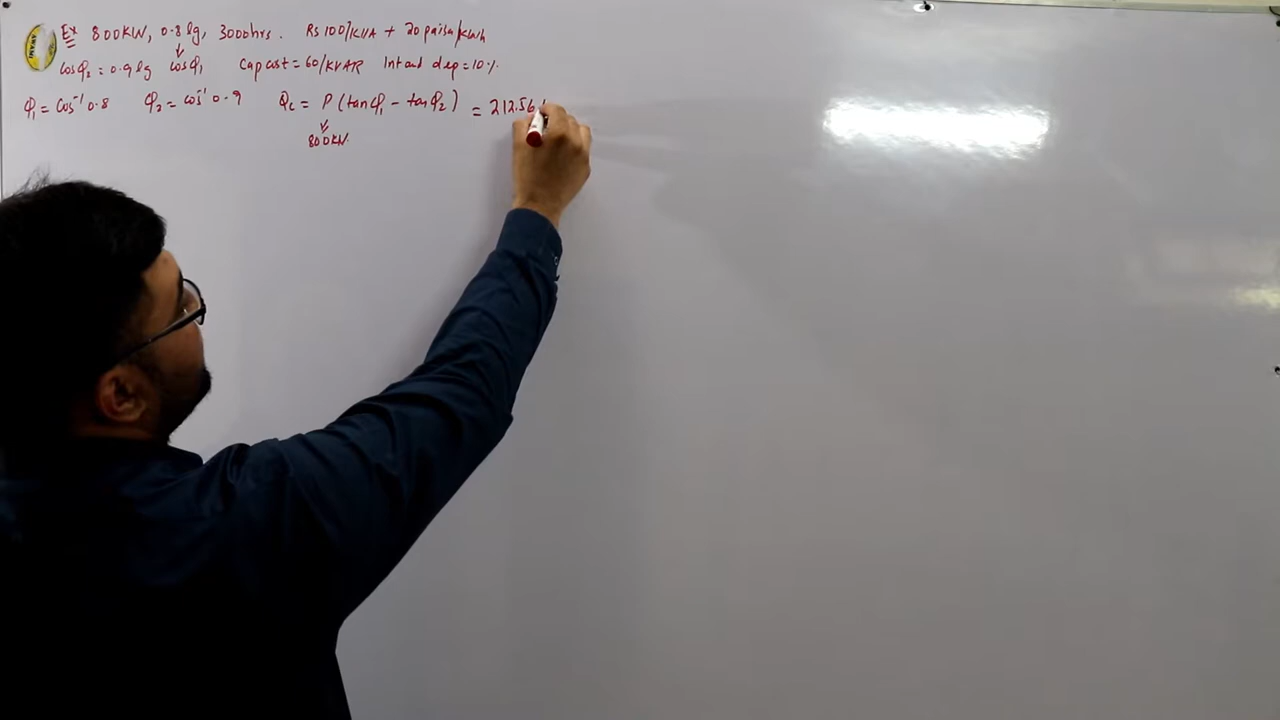 Ex 800KW, 0.8 lg, 3000hrs. Rs 100/KVA + 20 paisa/kwh
cosφ₂ = 0.9 lg cosφ₁ Cap cost = 60/KVAR Int and dep = 10%
φ₁ = cos⁻¹ 0.8 φ₂ = cos⁻¹ 0.9 Qc = P (tanφ₁ - tanφ₂) = 212.56
800KW